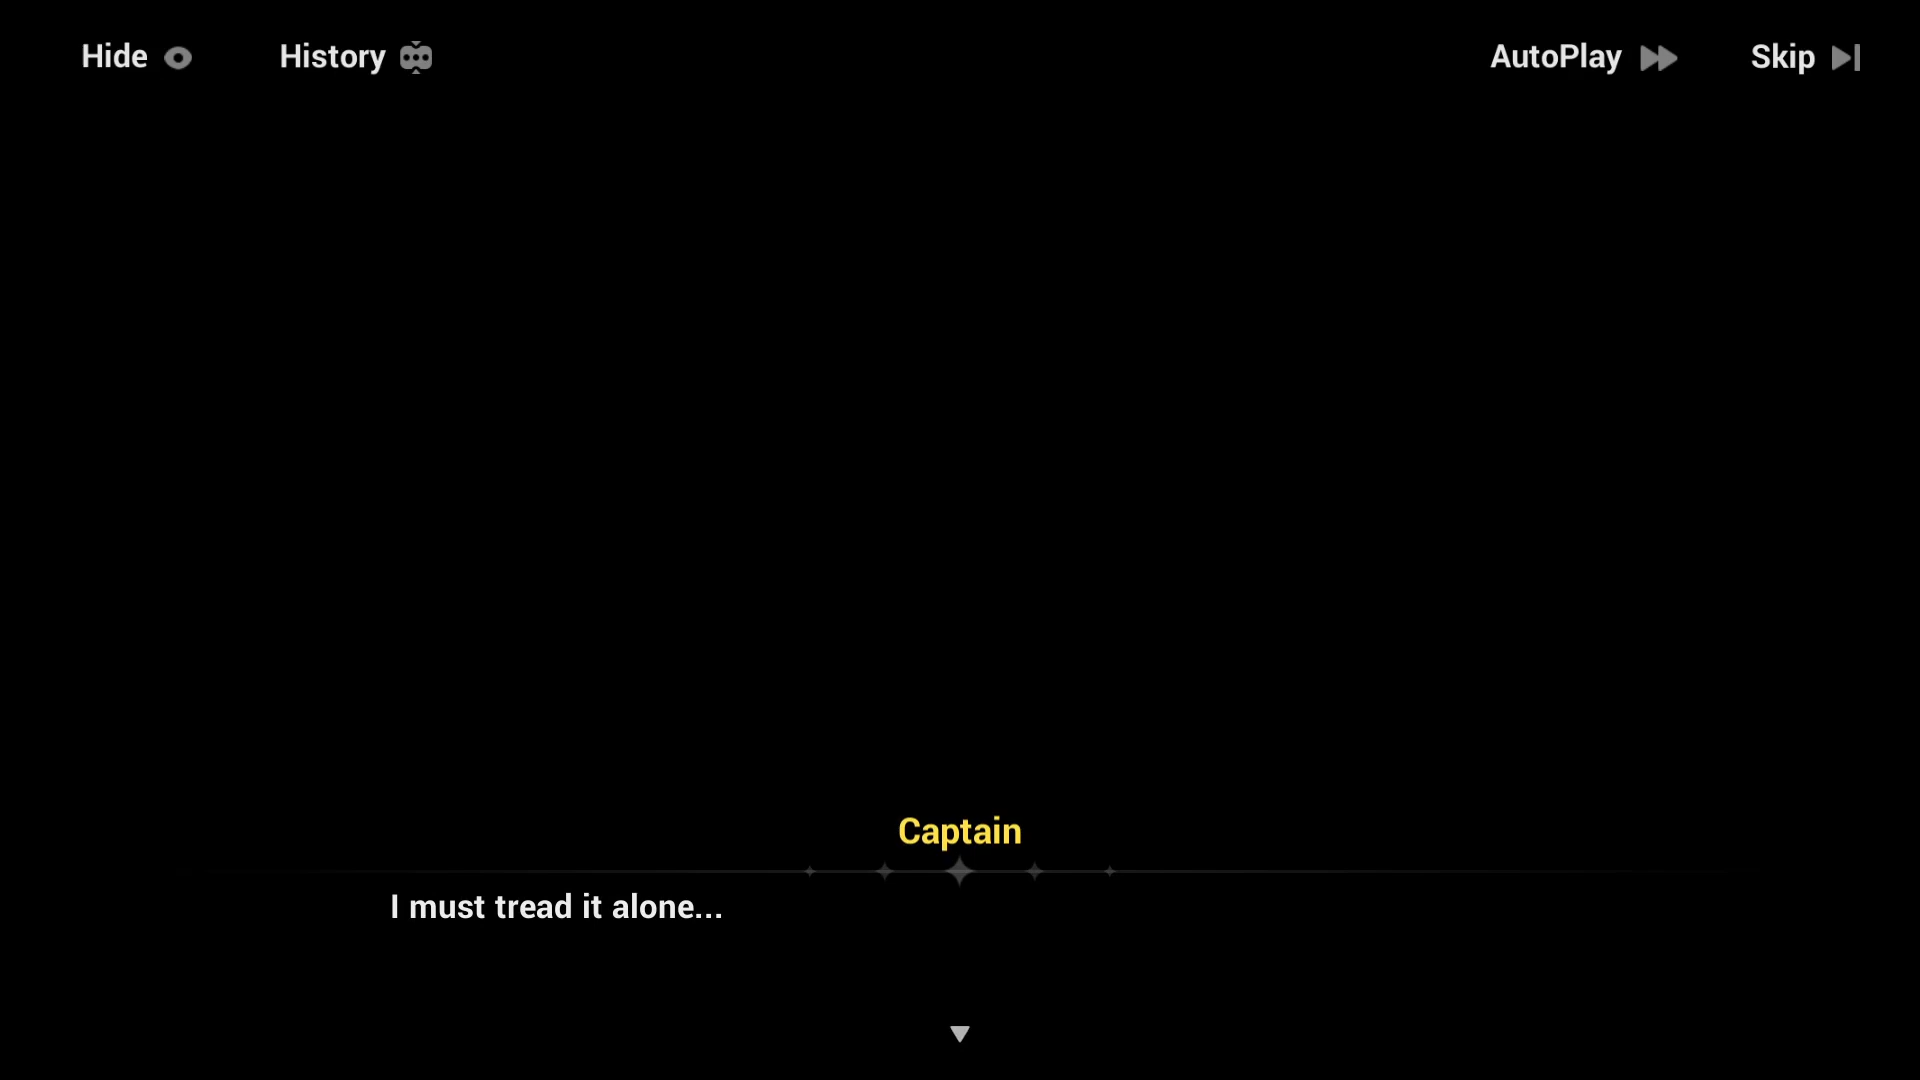 Hide
History
AutoPlay
Skip
Captain
I must tread it alone...